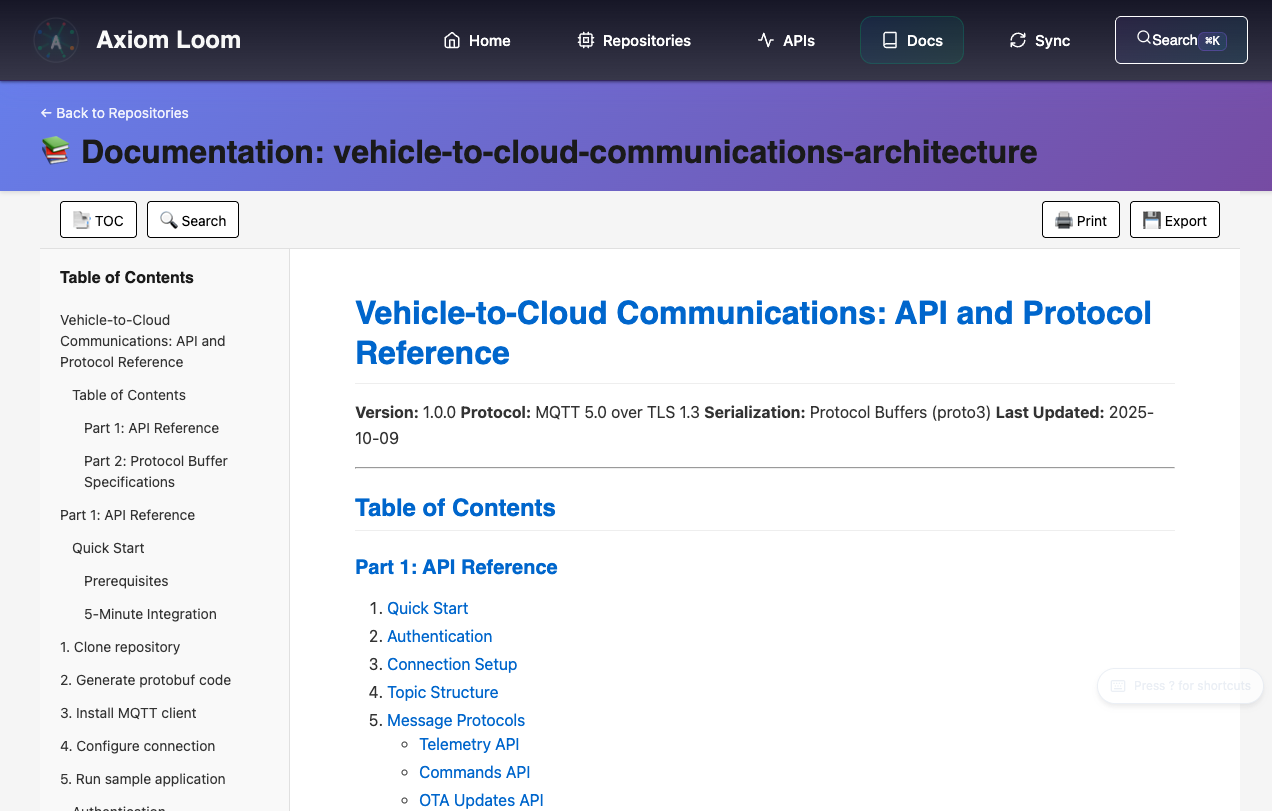 Axiom Loom
Home
Repositories
APIs
Docs
Sync
Search ⌘K
← Back to Repositories
📚 Documentation: vehicle-to-cloud-communications-architecture
📑 TOC
🔍 Search
🖨️ Print
💾 Export
Table of Contents
Vehicle-to-Cloud
Communications: API and
Protocol Reference
Table of Contents
Part 1: API Reference
Part 2: Protocol Buffer
Specifications
Part 1: API Reference
Quick Start
Prerequisites
5-Minute Integration
1. Clone repository
2. Generate protobuf code
3. Install MQTT client
4. Configure connection
5. Run sample application
Authentication
Vehicle-to-Cloud Communications: API and Protocol
Reference
Version: 1.0.0 Protocol: MQTT 5.0 over TLS 1.3 Serialization: Protocol Buffers (proto3) Last Updated: 2025-
10-09
Table of Contents
Part 1: API Reference
1. Quick Start
2. Authentication
3. Connection Setup
4. Topic Structure
5. Message Protocols
Telemetry API
Commands API
OTA Updates API
Press ? for shortcuts